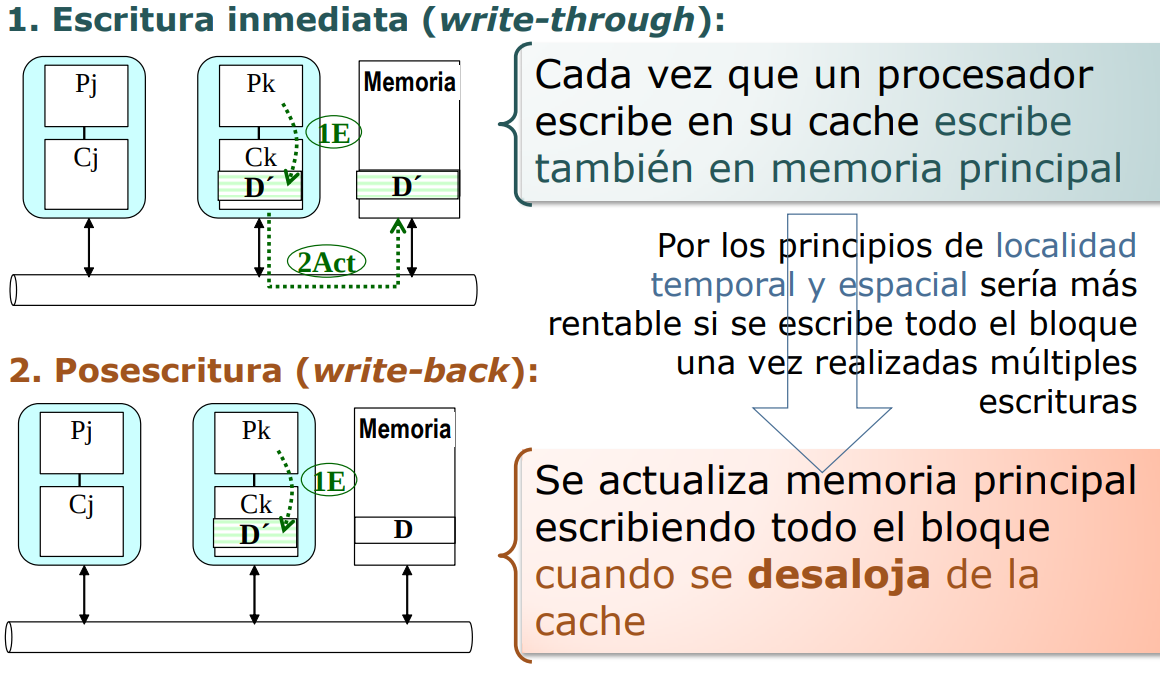 1. Escritura inmediata (write-through):
Pj
Cj
Pk
1E
Ck
D´
Memoria
D´
2Act
Cada vez que un procesador
escribe en su cache escribe
también en memoria principal
Por los principios de localidad
temporal y espacial sería más
rentable si se escribe todo el bloque
una vez realizadas múltiples
escrituras
2. Posescritura (write-back):
Pj
Cj
Pk
1E
Ck
D´
Memoria
D
Se actualiza memoria principal
escribiendo todo el bloque
cuando se desaloja de la
cache